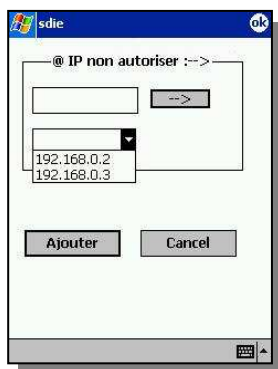 sdie
ok
@ IP non autoriser :-->
-->
192.168.0.2
192.168.0.3
Ajouter
Cancel